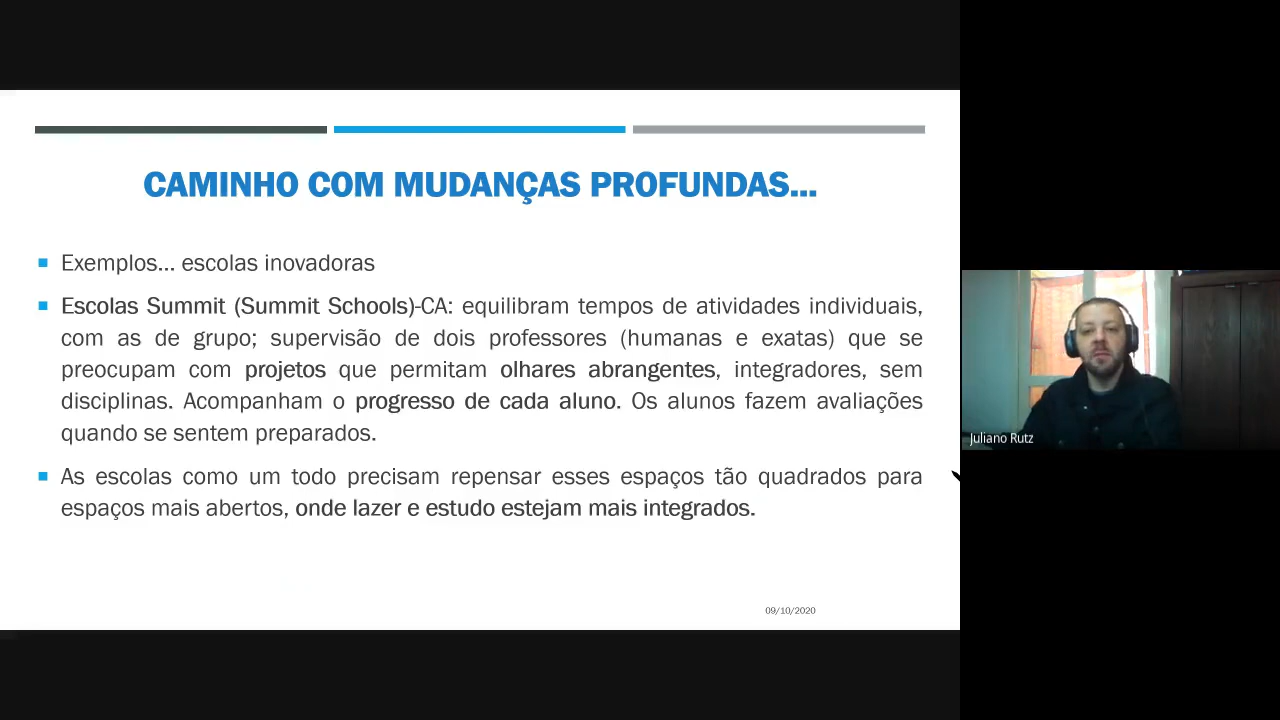 CAMINHO COM MUDANÇAS PROFUNDAS...
Exemplos... escolas inovadoras
Escolas Summit (Summit Schools)-CA: equilibram tempos de atividades individuais,
com as de grupo; supervisão de dois professores (humanas e exatas) que se
preocupam com projetos que permitam olhares abrangentes, integradores, sem
disciplinas. Acompanham o progresso de cada aluno. Os alunos fazem avaliações
quando se sentem preparados.
As escolas como um todo precisam repensar esses espaços tão quadrados para
espaços mais abertos, onde lazer e estudo estejam mais integrados.
09/10/2020
Juliano Rutz